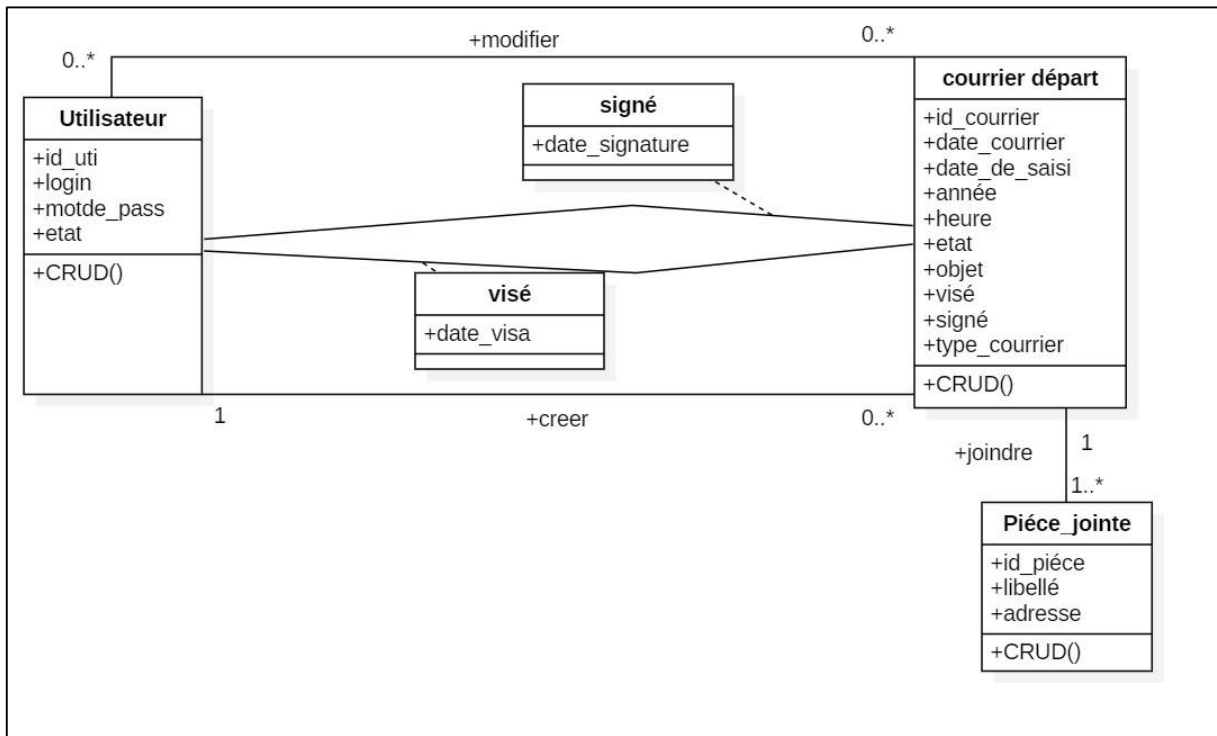 +modifier
0..*
0..*
Utilisateur
+id_uti
+login
+motde_pass
+etat
+CRUD()
signé
+date_signature
visé
+date_visa
courrier départ
+id_courrier
+date_courrier
+date_de_saisi
+année
+heure
+etat
+objet
+visé
+signé
+type_courrier
+CRUD()
1
+creer
0..*
+joindre
1
1..*
Piéce_jointe
+id_piéce
+libellé
+adresse
+CRUD()